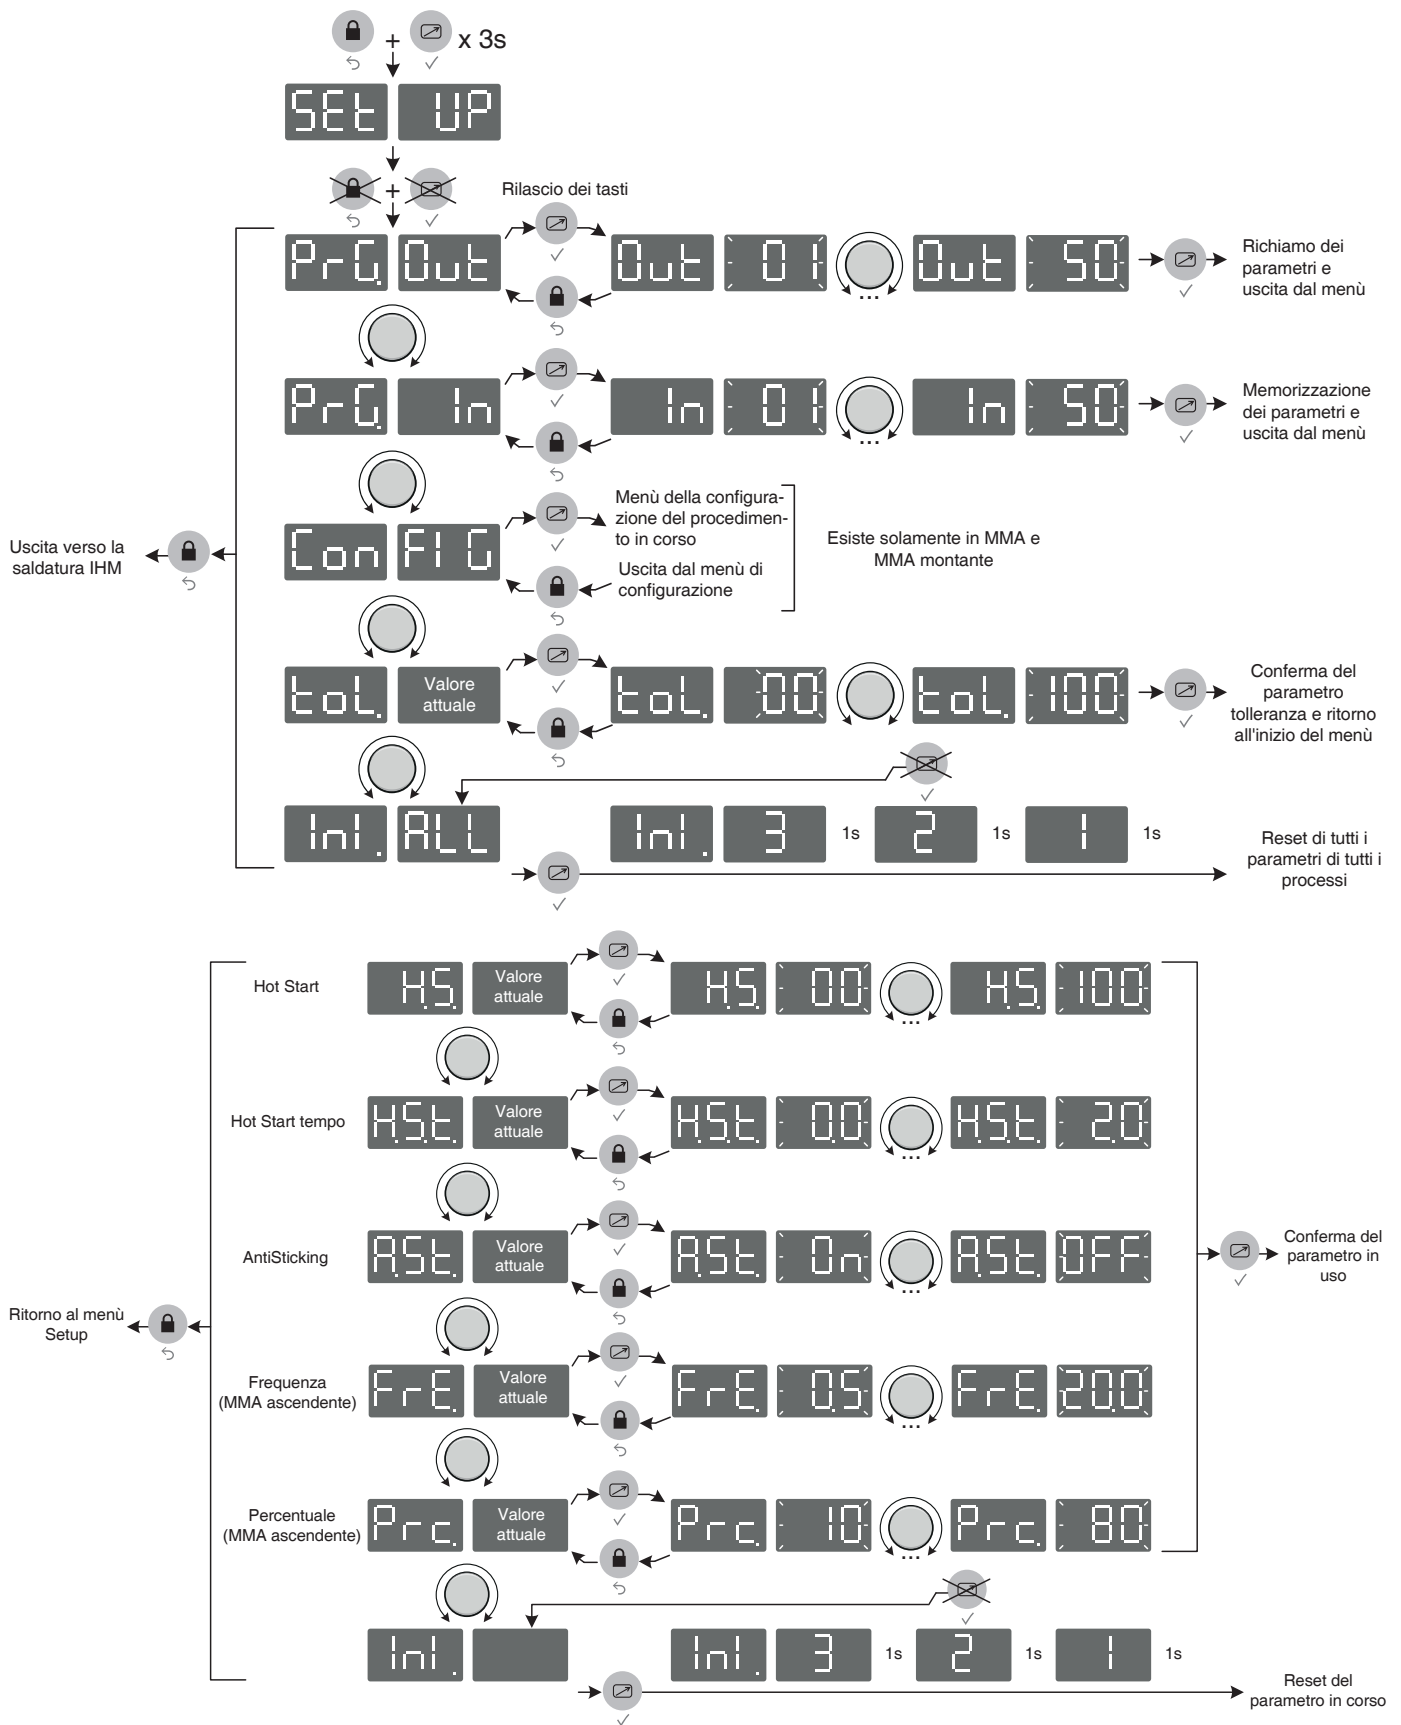 + x 3s
SEt UP
+
Rilascio dei tasti
PrG. Out Out 01 ... Out 50
Richiamo dei
parametri e
uscita dal menù
PrG. In In 01 ... In 50
Memorizzazione
dei parametri e
uscita dal menù
Con FIG
Menù della configura-
zione del procedimen-
to in corso
Uscita dal menù di
configurazione
Esiste solamente in MMA e
MMA montante
Uscita verso la
saldatura IHM
toL. Valore
attuale
toL. 00 toL. 100
Conferma del
parametro
tolleranza e ritorno
all'inizio del menù
InI. ALL InI. 3 1s 2 1s 1 1s
Reset di tutti i
parametri di tutti i
processi
Hot Start H.S. Valore
attuale
H.S. 00 ... H.S. 100
Hot Start tempo H.S.t. Valore
attuale
H.S.t. 0.0 ... H.S.t. 2.0
AntiSticking A.St. Valore
attuale
A.St. On ... A.St. OFF
Conferma del
parametro in
uso
Ritorno al menù
Setup
Frequenza
(MMA ascendente)
FrE. Valore
attuale
FrE. 0.5 ... FrE. 20.0
Percentuale
(MMA ascendente)
Prc. Valore
attuale
Prc. 10 ... Prc. 80
InI. InI. 3 1s 2 1s 1 1s
Reset del
parametro in corso